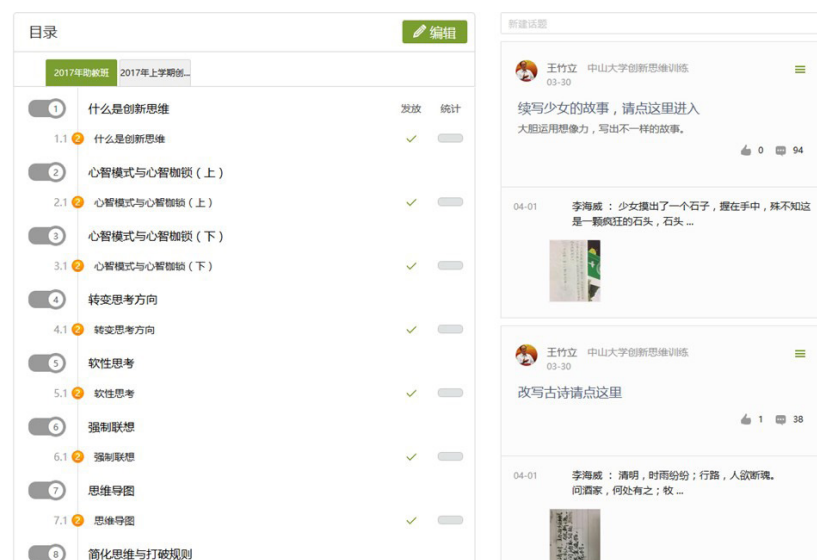 目录
编辑
2017年助教班
2017年上学期创...
1 什么是创新思维 发放 统计
1.1 2 什么是创新思维
2 心智模式与心智枷锁（上）
2.1 2 心智模式与心智枷锁（上）
3 心智模式与心智枷锁（下）
3.1 2 心智模式与心智枷锁（下）
4 转变思考方向
4.1 2 转变思考方向
5 软性思考
5.1 2 软性思考
6 强制联想
6.1 2 强制联想
7 思维导图
7.1 2 思维导图
8 简化思维与打破规则
新建话题
王竹立 中山大学创新思维训练
03-30
续写少女的故事，请点这里进入
大胆运用想像力，写出不一样的故事。
0 94
04-01 李海威 ： 少女摸出了一个石子，握在手中，殊不知这
是一颗疯狂的石头，石头 ...
王竹立 中山大学创新思维训练
03-30
改写古诗请点这里
1 38
04-01 李海威 ： 清明，时雨纷纷；行路，人欲断魂。
问酒家，何处有之；牧 ...